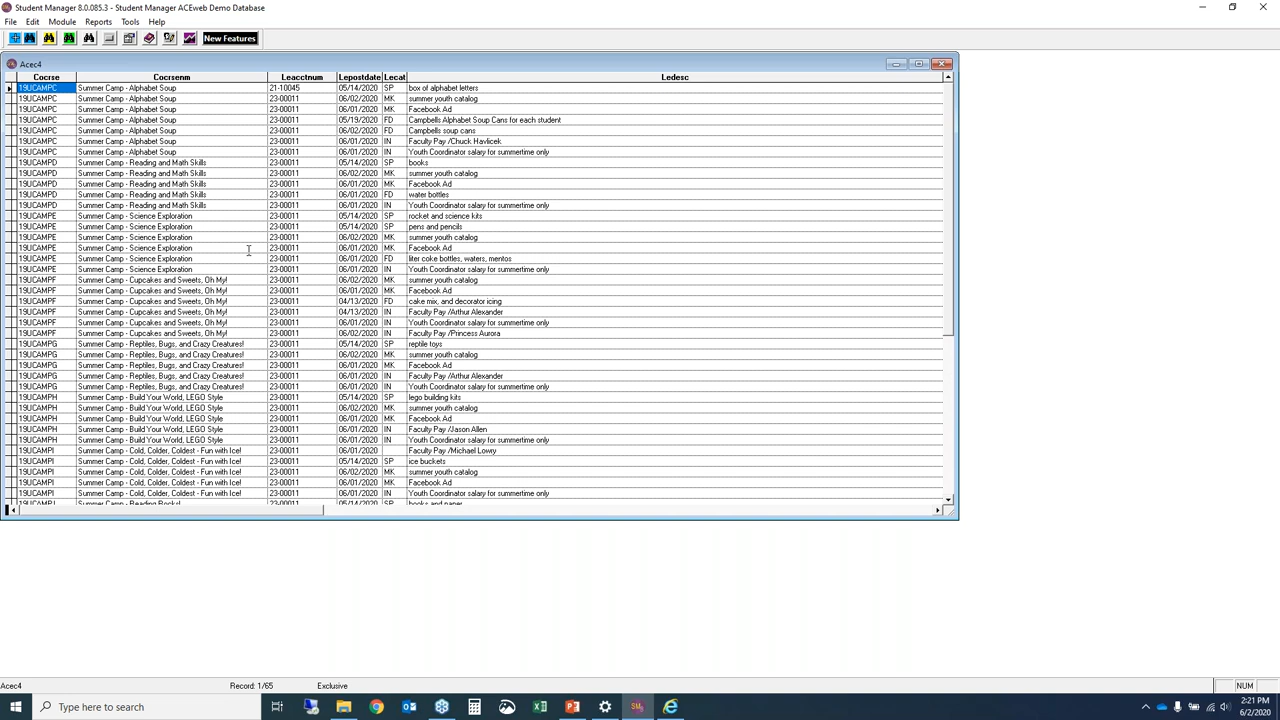 Student Manager 8.0.085.3 - Student Manager ACEweb Demo Database
File Edit Module Reports Tools Help
New Features
Acec4
Cocrse Cocrsenm Leacctnum Lepostdate Lecat Ledesc
19UCAMPC Summer Camp - Alphabet Soup 21-10045 05/14/2020 SP box of alphabet letters
19UCAMPC Summer Camp - Alphabet Soup 23-00011 06/02/2020 MK summer youth catalog
19UCAMPC Summer Camp - Alphabet Soup 23-00011 06/01/2020 MK Facebook Ad
19UCAMPC Summer Camp - Alphabet Soup 23-00011 05/19/2020 FD Campbells Alphabet Soup Cans for each student
19UCAMPC Summer Camp - Alphabet Soup 23-00011 06/02/2020 FD Campbells soup cans
19UCAMPC Summer Camp - Alphabet Soup 23-00011 06/01/2020 IN Faculty Pay /Chuck Havlicek
19UCAMPC Summer Camp - Alphabet Soup 23-00011 06/01/2020 IN Youth Coordinator salary for summertime only
19UCAMPD Summer Camp - Reading and Math Skills 23-00011 05/14/2020 SP books
19UCAMPD Summer Camp - Reading and Math Skills 23-00011 06/02/2020 MK summer youth catalog
19UCAMPD Summer Camp - Reading and Math Skills 23-00011 06/01/2020 MK Facebook Ad
19UCAMPD Summer Camp - Reading and Math Skills 23-00011 06/01/2020 FD water bottles
19UCAMPD Summer Camp - Reading and Math Skills 23-00011 06/01/2020 IN Youth Coordinator salary for summertime only
19UCAMPE Summer Camp - Science Exploration 23-00011 05/14/2020 SP rocket and science kits
19UCAMPE Summer Camp - Science Exploration 23-00011 05/14/2020 SP pens and pencils
19UCAMPE Summer Camp - Science Exploration 23-00011 06/02/2020 MK summer youth catalog
19UCAMPE Summer Camp - Science Exploration 23-00011 06/01/2020 MK Facebook Ad
19UCAMPE Summer Camp - Science Exploration 23-00011 06/01/2020 FD liter coke bottles, waters, mentos
19UCAMPE Summer Camp - Science Exploration 23-00011 06/01/2020 IN Youth Coordinator salary for summertime only
19UCAMPF Summer Camp - Cupcakes and Sweets, Oh My! 23-00011 06/02/2020 MK summer youth catalog
19UCAMPF Summer Camp - Cupcakes and Sweets, Oh My! 23-00011 06/01/2020 MK Facebook Ad
19UCAMPF Summer Camp - Cupcakes and Sweets, Oh My! 23-00011 04/13/2020 FD cake mix, and decorator icing
19UCAMPF Summer Camp - Cupcakes and Sweets, Oh My! 23-00011 04/13/2020 IN Faculty Pay /Arthur Alexander
19UCAMPF Summer Camp - Cupcakes and Sweets, Oh My! 23-00011 06/01/2020 IN Youth Coordinator salary for summertime only
19UCAMPF Summer Camp - Cupcakes and Sweets, Oh My! 23-00011 06/02/2020 IN Faculty Pay /Princess Aurora
19UCAMPG Summer Camp - Reptiles, Bugs, and Crazy Creatures! 23-00011 05/14/2020 SP reptile toys
19UCAMPG Summer Camp - Reptiles, Bugs, and Crazy Creatures! 23-00011 06/02/2020 MK summer youth catalog
19UCAMPG Summer Camp - Reptiles, Bugs, and Crazy Creatures! 23-00011 06/01/2020 MK Facebook Ad
19UCAMPG Summer Camp - Reptiles, Bugs, and Crazy Creatures! 23-00011 06/01/2020 IN Faculty Pay /Arthur Alexander
19UCAMPG Summer Camp - Reptiles, Bugs, and Crazy Creatures! 23-00011 06/01/2020 IN Youth Coordinator salary for summertime only
19UCAMPH Summer Camp - Build Your World, LEGO Style 23-00011 05/14/2020 SP lego building kits
19UCAMPH Summer Camp - Build Your World, LEGO Style 23-00011 06/02/2020 MK summer youth catalog
19UCAMPH Summer Camp - Build Your World, LEGO Style 23-00011 06/01/2020 MK Facebook Ad
19UCAMPH Summer Camp - Build Your World, LEGO Style 23-00011 06/01/2020 IN Faculty Pay /Jason Allen
19UCAMPH Summer Camp - Build Your World, LEGO Style 23-00011 06/01/2020 IN Youth Coordinator salary for summertime only
19UCAMPI Summer Camp - Cold, Colder, Coldest - Fun with Ice! 23-00011 06/01/2020 Faculty Pay /Michael Lowry
19UCAMPI Summer Camp - Cold, Colder, Coldest - Fun with Ice! 23-00011 05/14/2020 SP ice buckets
19UCAMPI Summer Camp - Cold, Colder, Coldest - Fun with Ice! 23-00011 06/02/2020 MK summer youth catalog
19UCAMPI Summer Camp - Cold, Colder, Coldest - Fun with Ice! 23-00011 06/01/2020 MK Facebook Ad
19UCAMPI Summer Camp - Cold, Colder, Coldest - Fun with Ice! 23-00011 06/01/2020 IN Youth Coordinator salary for summertime only
19UCAMPJ Summer Camp - Reading Rocks! 23-00011 05/14/2020 SP books and paper
Acec4 Record: 1/65 Exclusive NUM
Type here to search
2:21 PM
6/2/2020